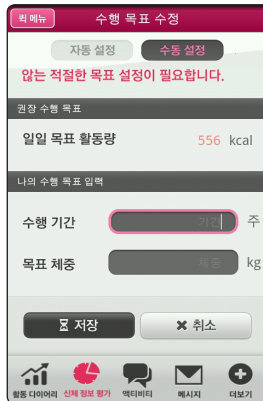 퀵 메뉴 수행 목표 수정
자동 설정 수동 설정
않는 적절한 목표 설정이 필요합니다.
권장 수행 목표
일일 목표 활동량 556 kcal
나의 수행 목표 입력
수행 기간 기간 주
목표 체중 체중 kg
저장 취소
활동 다이어리 신체 정보 평가 액티비티 메시지 더보기